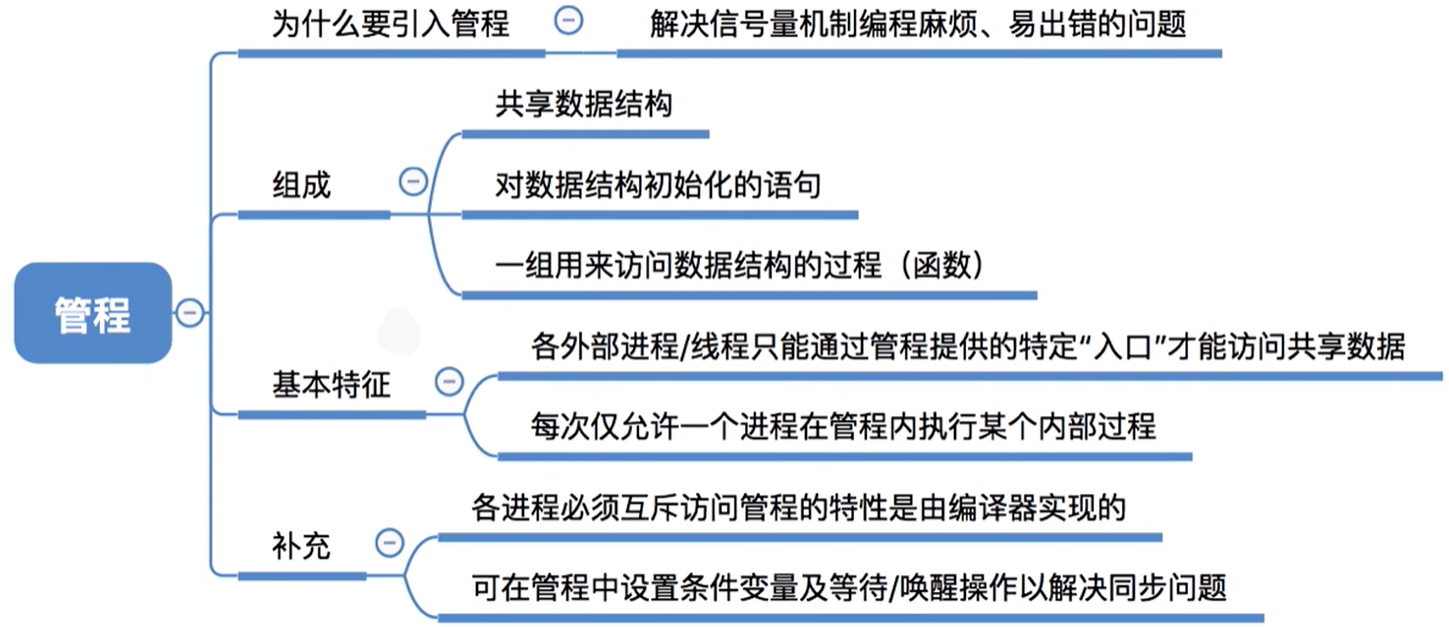 为什么要引入管程
解决信号量机制编程麻烦、易出错的问题
共享数据结构
组成
对数据结构初始化的语句
一组用来访问数据结构的过程（函数）
管程
各外部进程/线程只能通过管程提供的特定“入口”才能访问共享数据
基本特征
每次仅允许一个进程在管程内执行某个内部过程
各进程必须互斥访问管程的特性是由编译器实现的
补充
可在管程中设置条件变量及等待/唤醒操作以解决同步问题